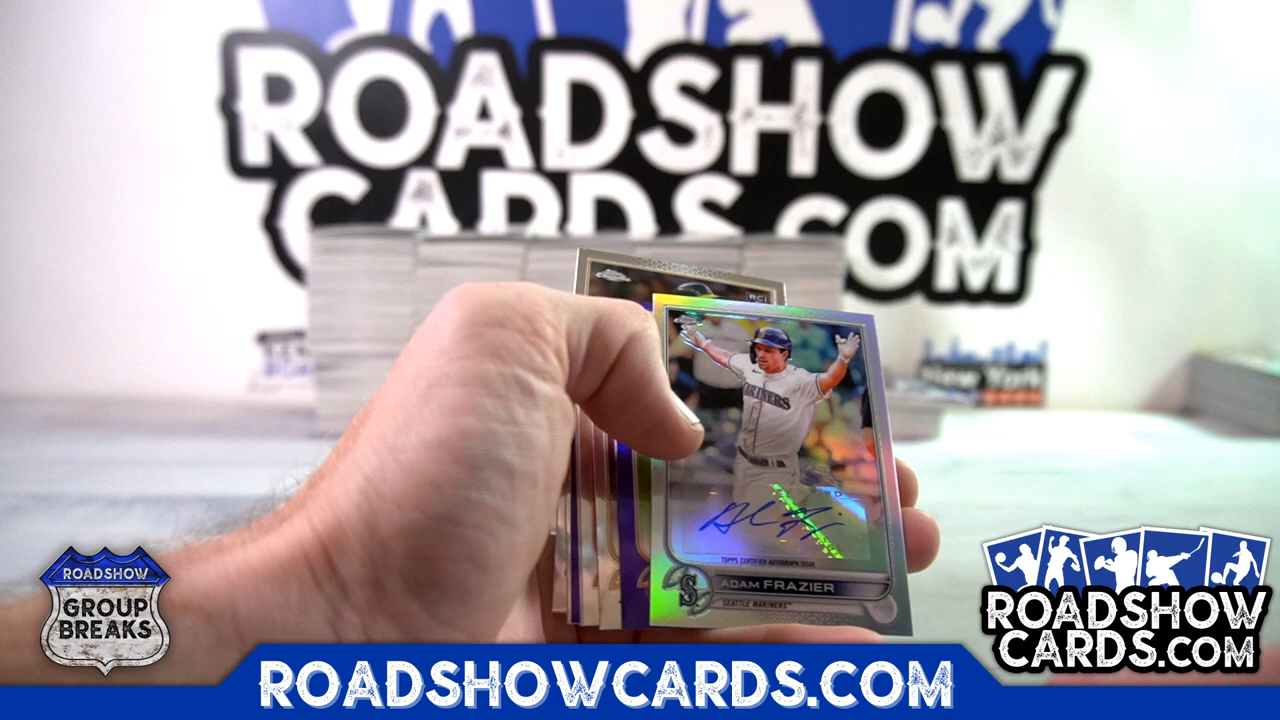 ROADSHOW
CARDS.COM
RC
MARINERS
TOPPS CERTIFIED AUTOGRAPH ISSUE
ADAM FRAZIER
SEATTLE MARINERS™
ROADSHOW
GROUP
BREAKS
ROADSHOWCARDS.COM
ROADSHOW
CARDS.COM